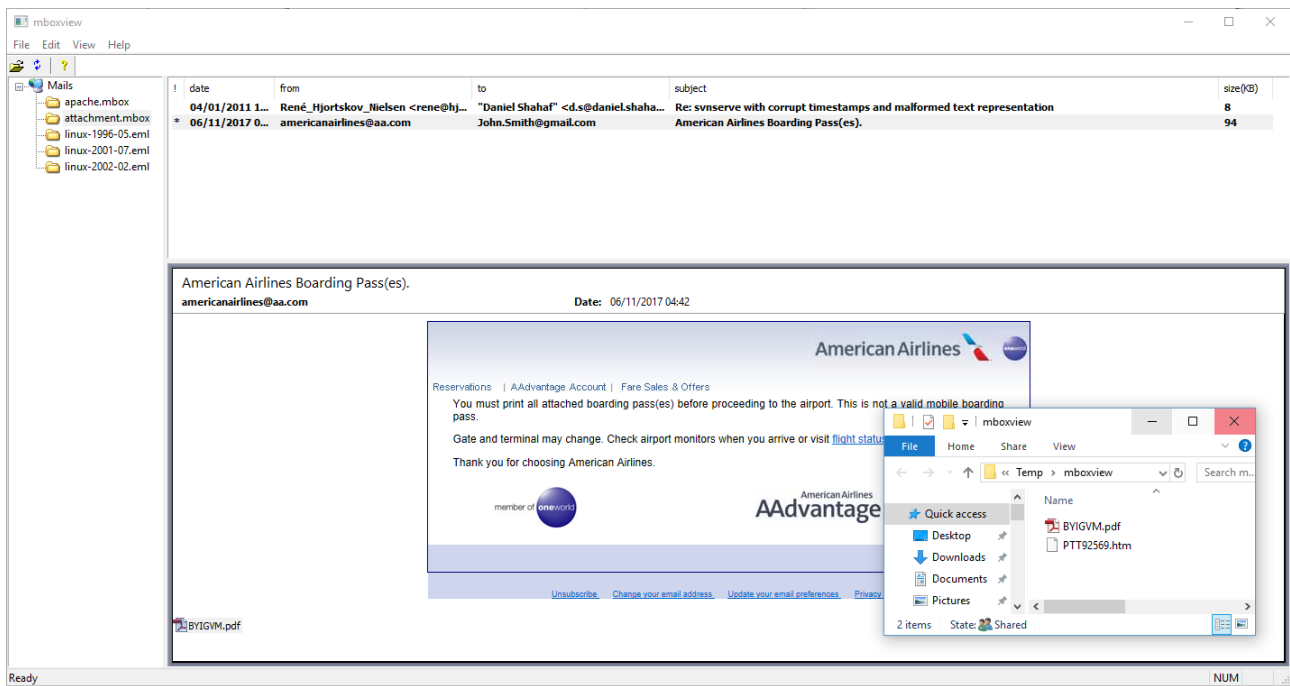 mboxview
File Edit View Help
Mails
apache.mbox
attachment.mbox
linux-1996-05.eml
linux-2001-07.eml
linux-2002-02.eml
! date from to subject size(KB)
04/01/2011 1... René_Hjortskov_Nielsen <rene@hj... "Daniel Shahaf" <d.s@daniel.shaha... Re: svnserve with corrupt timestamps and malformed text representation 8
* 06/11/2017 0... americanairlines@aa.com John.Smith@gmail.com American Airlines Boarding Pass(es). 94
American Airlines Boarding Pass(es).
americanairlines@aa.com Date: 06/11/2017 04:42
American Airlines oneworld
Reservations | AAdvantage Account | Fare Sales & Offers
You must print all attached boarding pass(es) before proceeding to the airport. This is not a valid mobile boarding
pass.
Gate and terminal may change. Check airport monitors when you arrive or visit flight status
Thank you for choosing American Airlines.
member of oneworld
American Airlines
AAdvantage
Unsubscribe Change your email address Update your email preferences Privacy
BYIGVM.pdf
mboxview
File Home Share View
« Temp › mboxview Search m...
Quick access
Desktop
Downloads
Documents
Pictures
Name
BYIGVM.pdf
PTT92569.htm
2 items State: Shared
Ready NUM